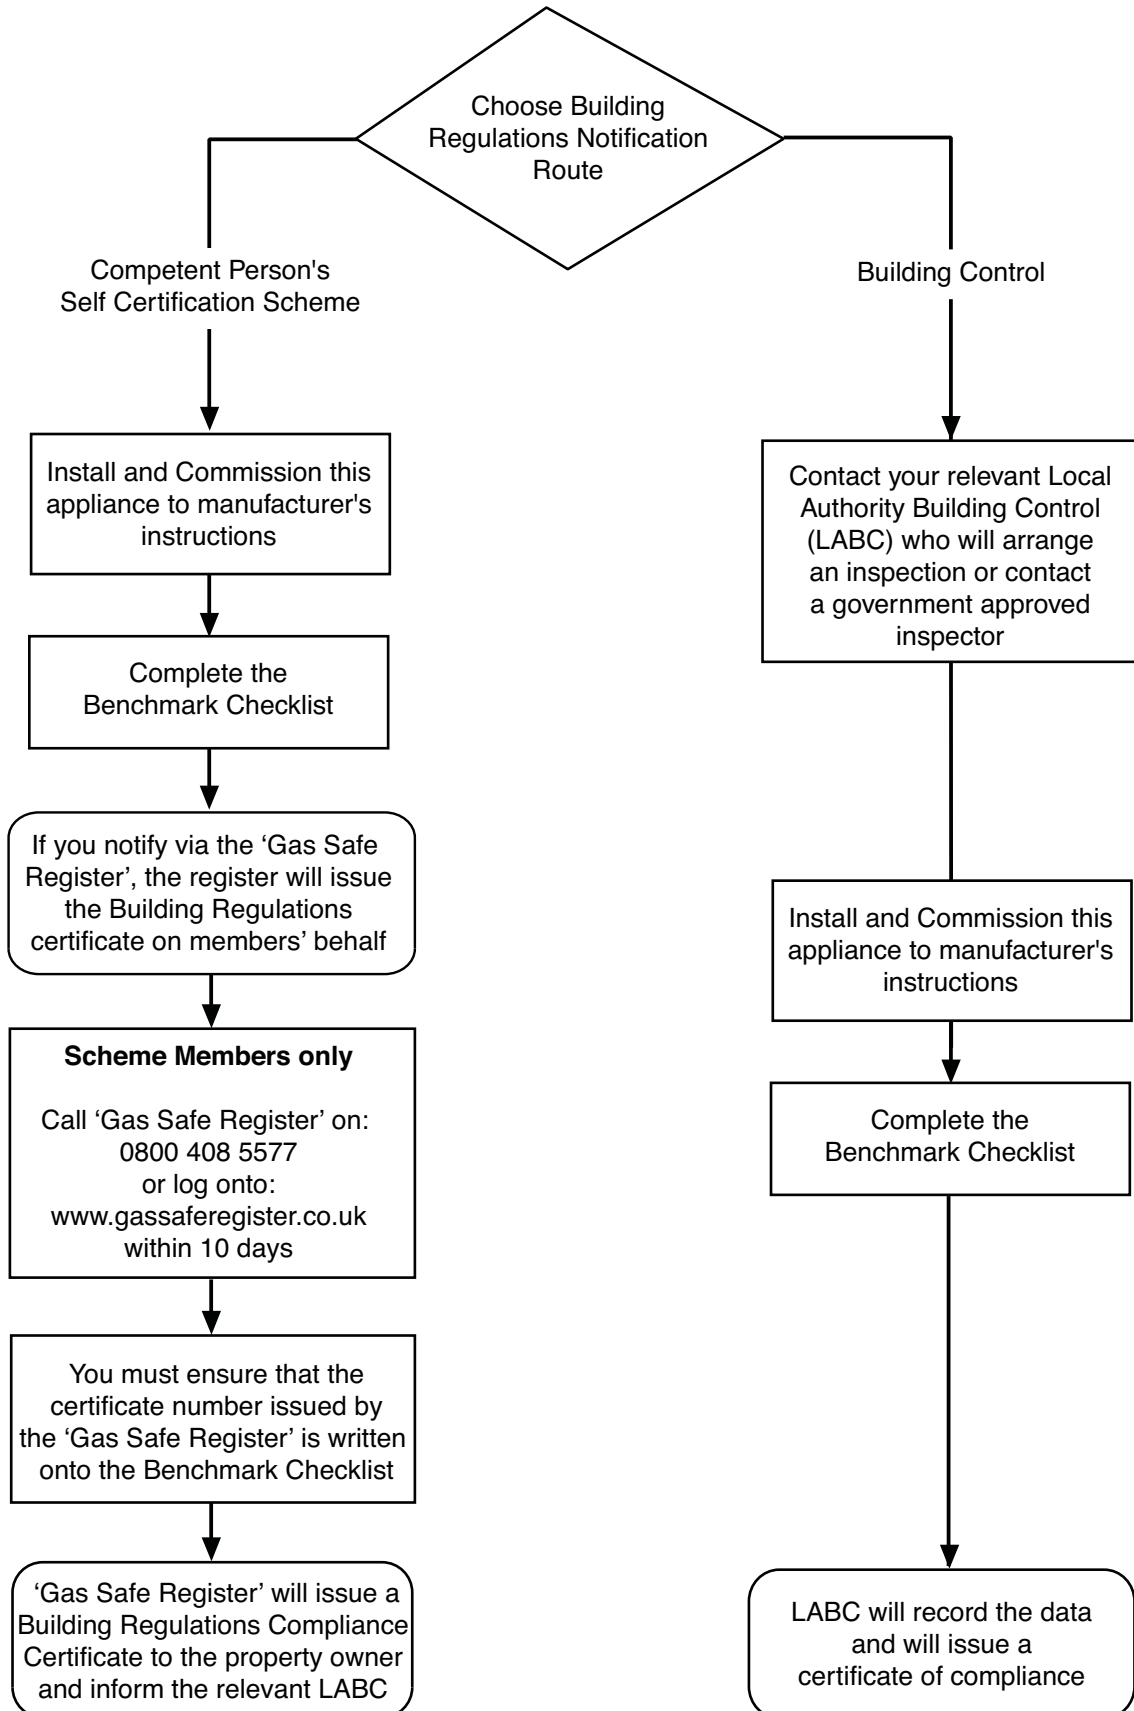 Choose Building
Regulations Notification
Route
Competent Person's
Self Certification Scheme
Building Control
Install and Commission this
appliance to manufacturer's
instructions
Complete the
Benchmark Checklist
If you notify via the ‘Gas Safe
Register’, the register will issue
the Building Regulations
certificate on members’ behalf
Scheme Members only
Call ‘Gas Safe Register’ on:
0800 408 5577
or log onto:
www.gassaferegister.co.uk
within 10 days
You must ensure that the
certificate number issued by
the ‘Gas Safe Register’ is written
onto the Benchmark Checklist
‘Gas Safe Register’ will issue a
Building Regulations Compliance
Certificate to the property owner
and inform the relevant LABC
Contact your relevant Local
Authority Building Control
(LABC) who will arrange
an inspection or contact
a government approved
inspector
Install and Commission this
appliance to manufacturer's
instructions
Complete the
Benchmark Checklist
LABC will record the data
and will issue a
certificate of compliance